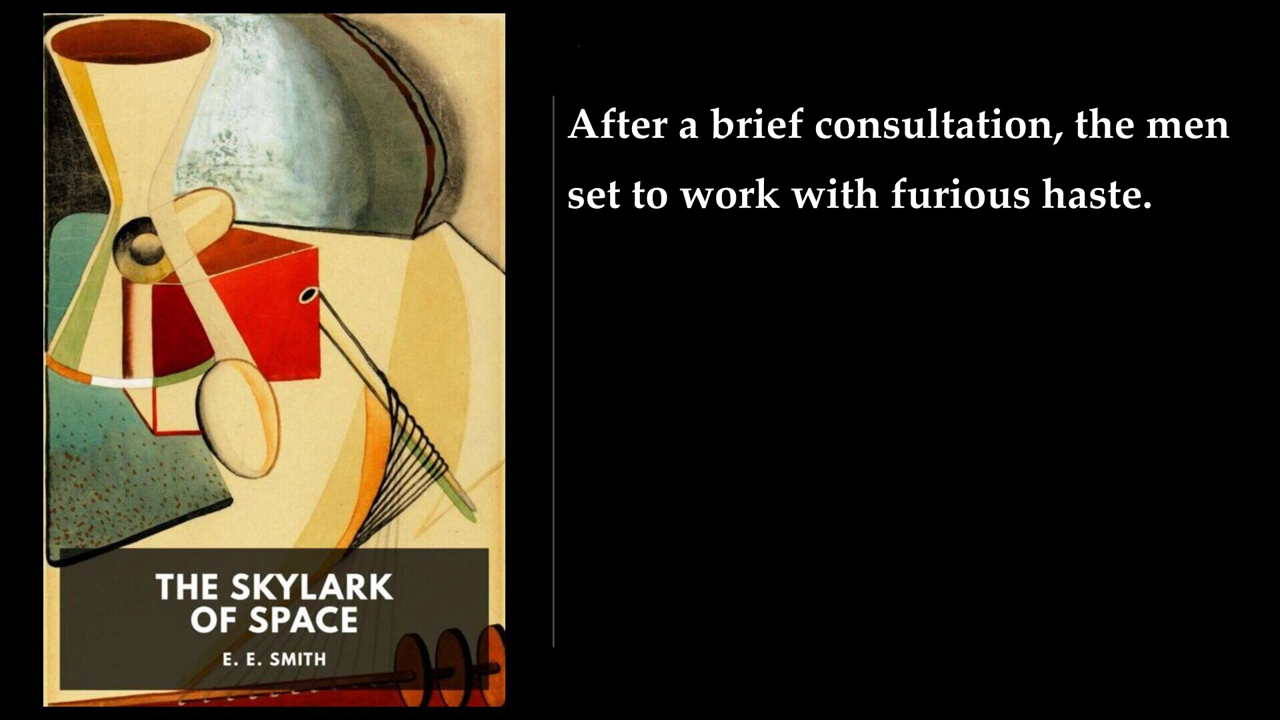 After a brief consultation, the men
set to work with furious haste.
THE SKYLARK
OF SPACE
E. E. SMITH